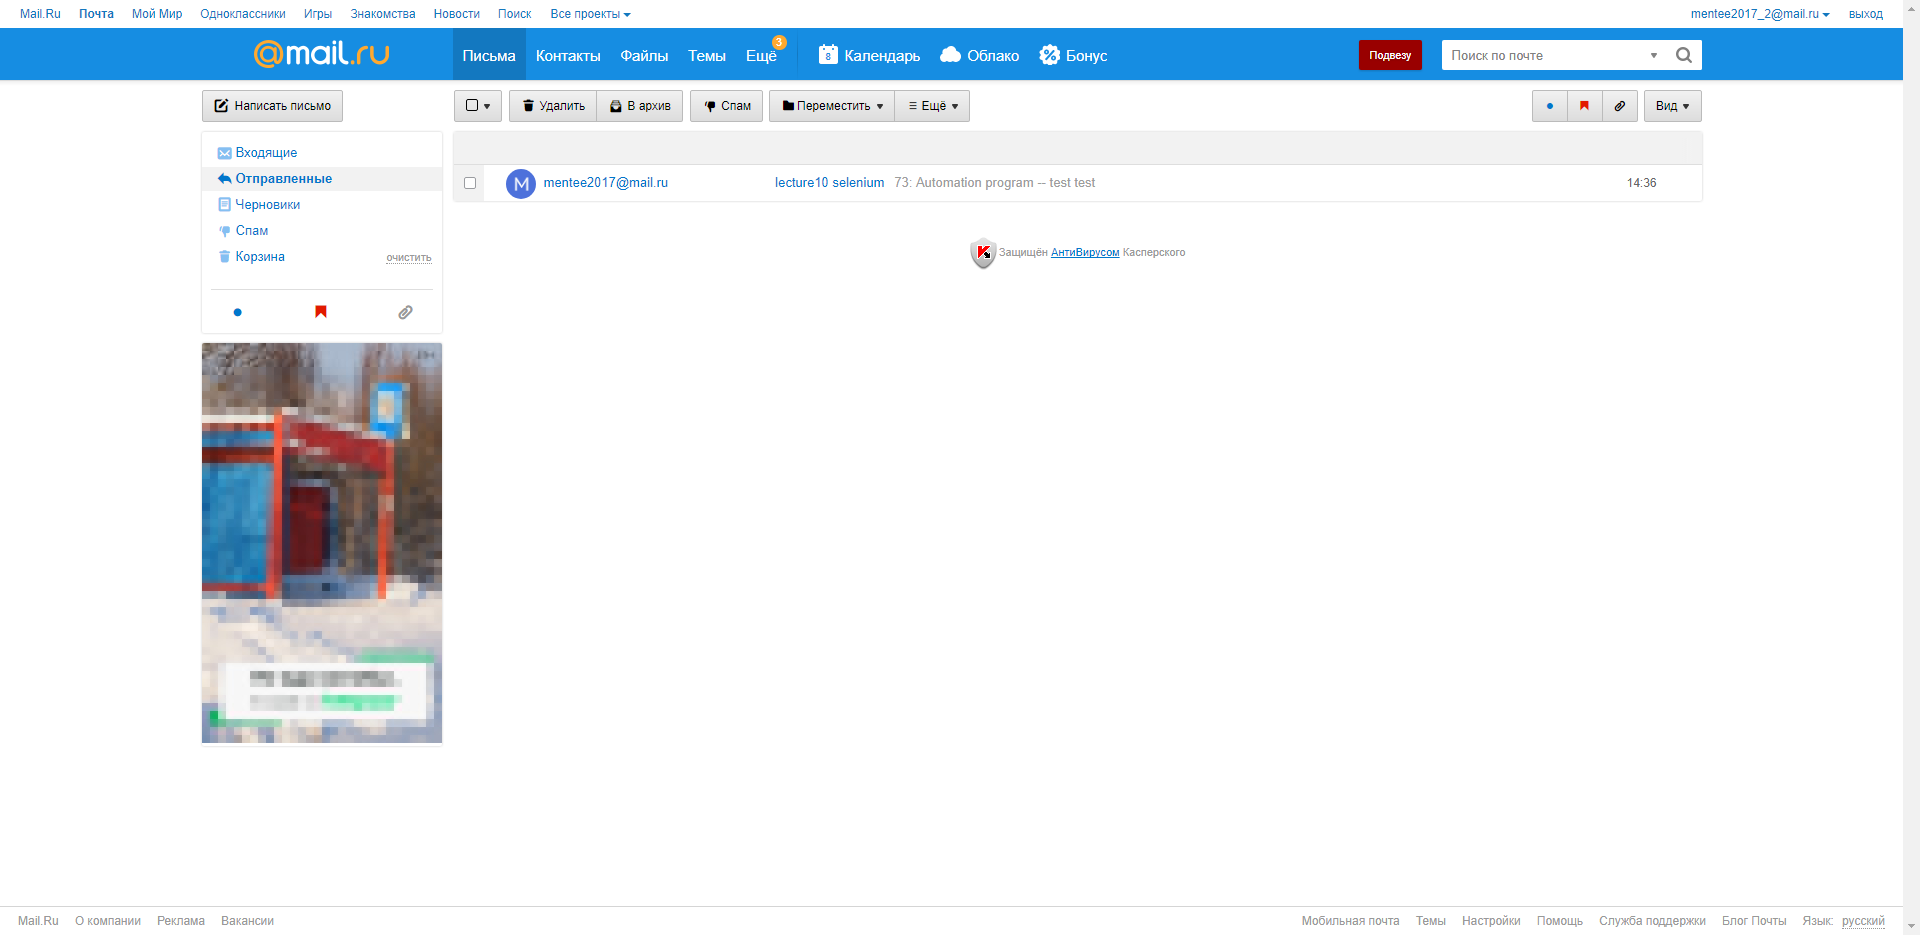 Mail.Ru Почта Мой Мир Одноклассники Игры Знакомства Новости Поиск Все проекты mentee2017_2@mail.ru выход
@mail.ru Письма Контакты Файлы Темы Ещё 3 8 Календарь Облако Бонус Подвезу Поиск по почте
Написать письмо Удалить В архив Спам Переместить Ещё Вид
Входящие
Отправленные
M mentee2017@mail.ru lecture10 selenium 73: Automation program -- test test 14:36
Черновики
Спам
Корзина очистить
Защищён АнтиВирусом Касперского
Mail.Ru О компании Реклама Вакансии Мобильная почта Темы Настройки Помощь Служба поддержки Блог Почты Язык: русский